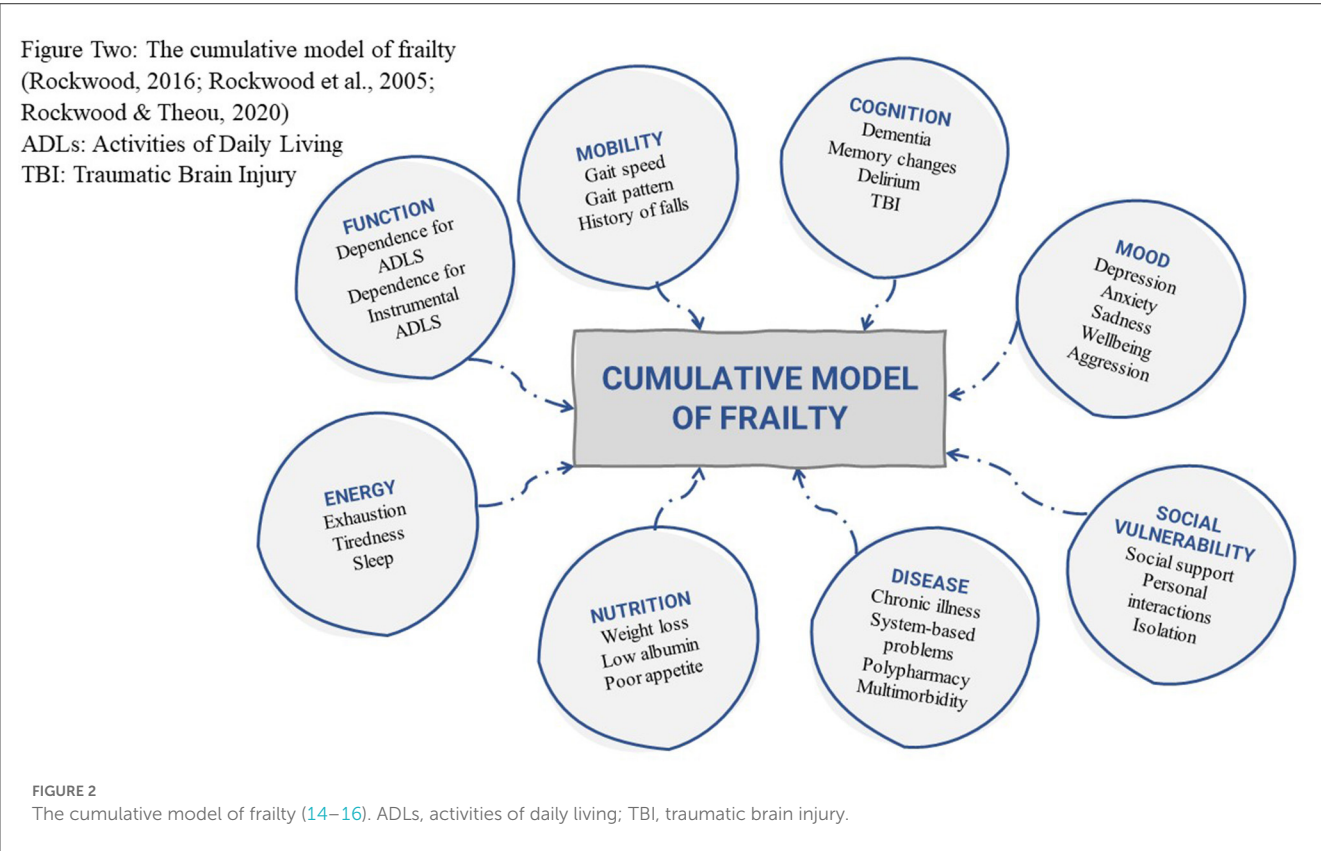 Figure Two: The cumulative model of frailty
(Rockwood, 2016; Rockwood et al., 2005;
Rockwood & Theou, 2020)
ADLs: Activities of Daily Living
TBI: Traumatic Brain Injury
FUNCTION
Dependence for
ADLS
Dependence for
Instrumental
ADLS
MOBILITY
Gait speed
Gait pattern
History of falls
COGNITION
Dementia
Memory changes
Delirium
TBI
MOOD
Depression
Anxiety
Sadness
Wellbeing
Aggression
CUMULATIVE MODEL
OF FRAILTY
ENERGY
Exhaustion
Tiredness
Sleep
NUTRITION
Weight loss
Low albumin
Poor appetite
DISEASE
Chronic illness
System-based
problems
Polypharmacy
Multimorbidity
SOCIAL
VULNERABILITY
Social support
Personal
interactions
Isolation
FIGURE 2
The cumulative model of frailty (14–16). ADLs, activities of daily living; TBI, traumatic brain injury.